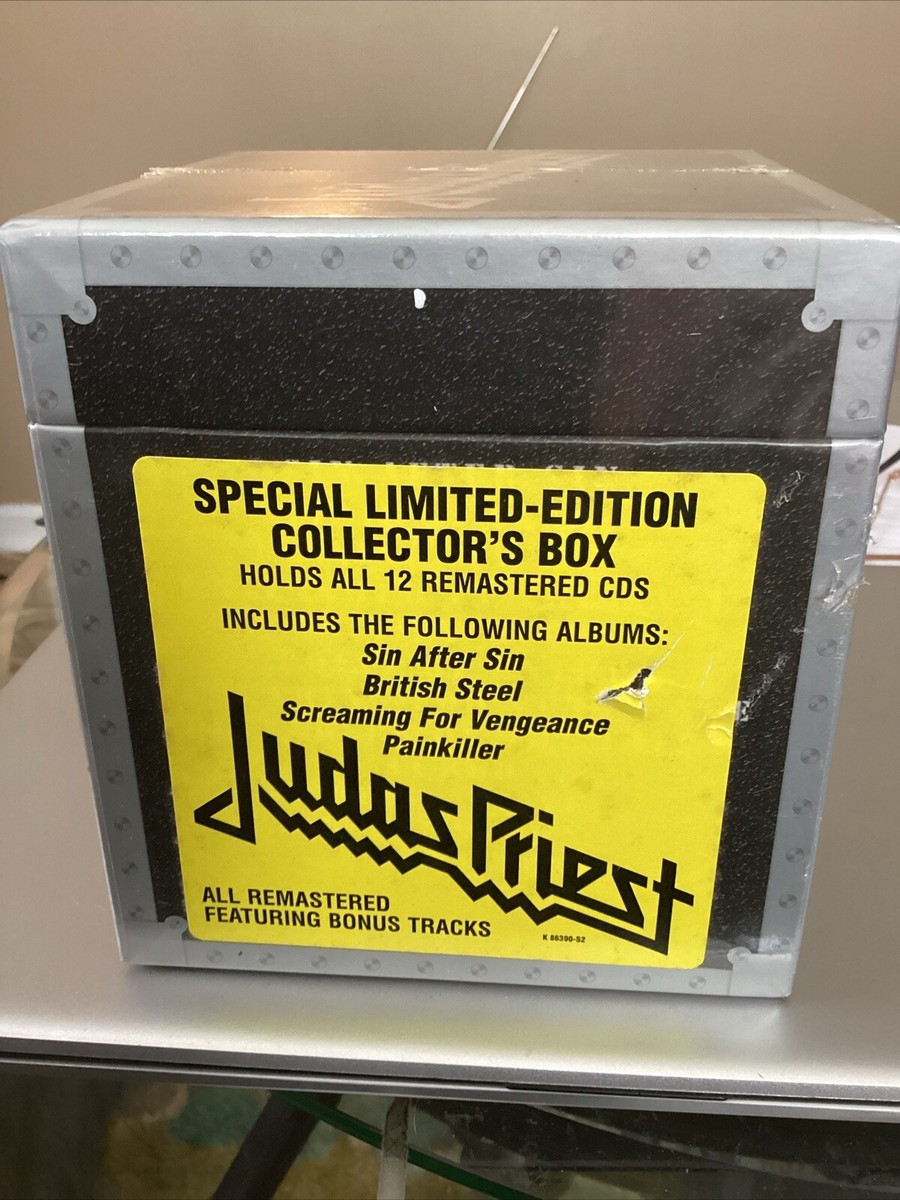 SPECIAL LIMITED-EDITION
COLLECTOR'S BOX
HOLDS ALL 12 REMASTERED CDS
INCLUDES THE FOLLOWING ALBUMS:
Sin After Sin
British Steel
Screaming For Vengeance
Painkiller
Judas Priest
ALL REMASTERED
FEATURING BONUS TRACKS
K 86390-S2